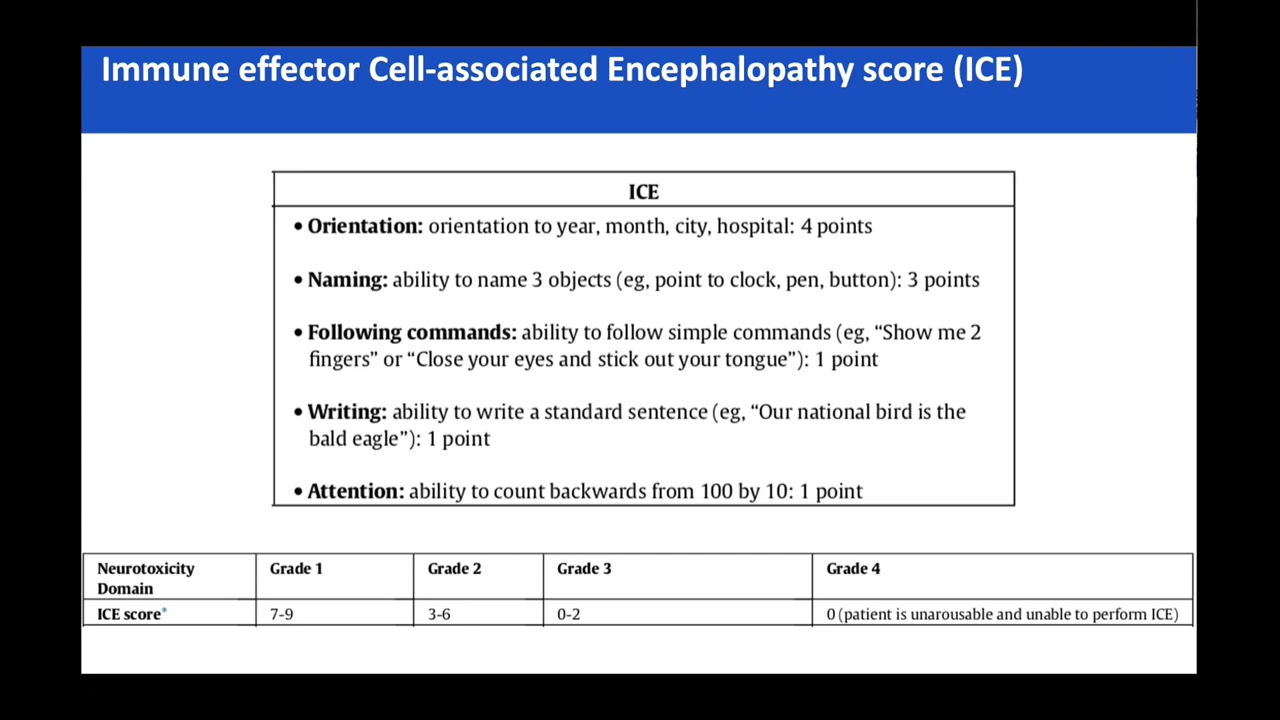 Immune effector Cell-associated Encephalopathy score (ICE)
ICE
• Orientation: orientation to year, month, city, hospital: 4 points
• Naming: ability to name 3 objects (eg, point to clock, pen, button): 3 points
• Following commands: ability to follow simple commands (eg, “Show me 2
fingers” or “Close your eyes and stick out your tongue”): 1 point
• Writing: ability to write a standard sentence (eg, “Our national bird is the
bald eagle”): 1 point
• Attention: ability to count backwards from 100 by 10: 1 point
Neurotoxicity Domain Grade 1 Grade 2 Grade 3 Grade 4
ICE score* 7-9 3-6 0-2 0 (patient is unarousable and unable to perform ICE)